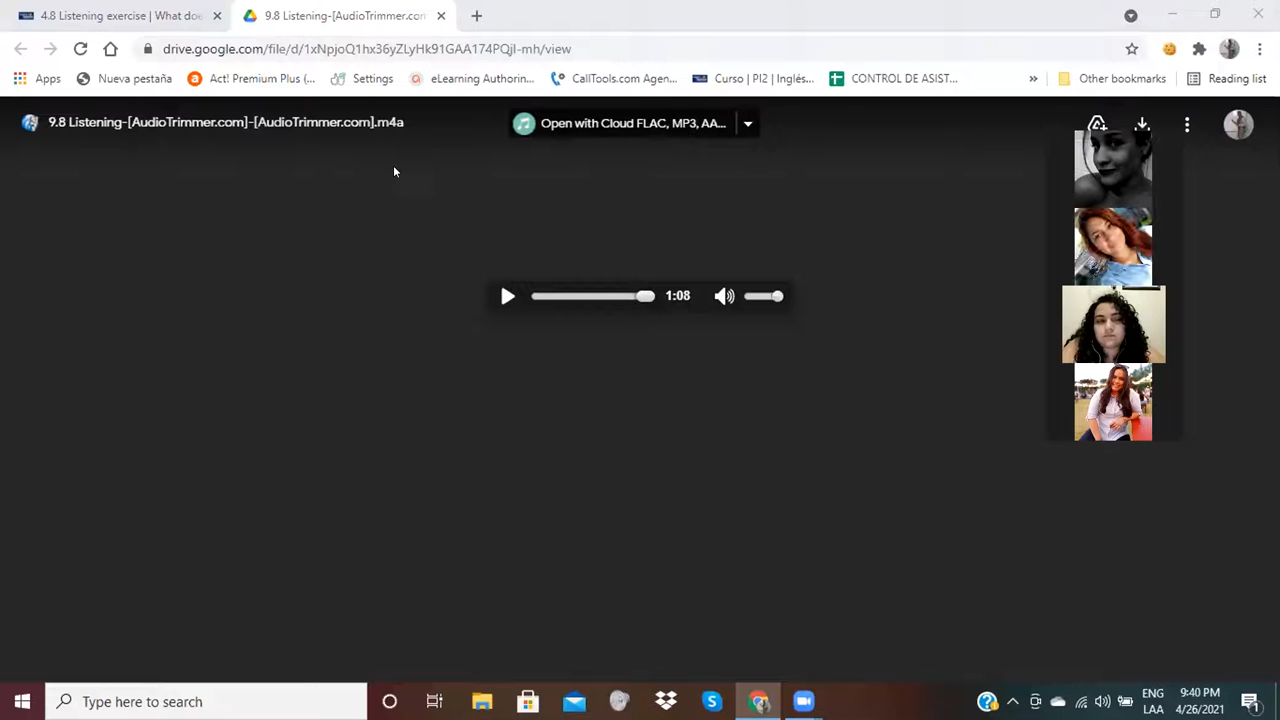 4.8 Listening exercise | What doe
9.8 Listening-[AudioTrimmer.com
drive.google.com/file/d/1xNpjoQ1hx36yZLyHk91GAA174PQjI-mh/view
Apps
Nueva pestaña
Act! Premium Plus (...
Settings
eLearning Authorin...
CallTools.com Agen...
Curso | PI2 | Inglés...
CONTROL DE ASIST...
»
Other bookmarks
Reading list
9.8 Listening-[AudioTrimmer.com]-[AudioTrimmer.com].m4a
Open with Cloud FLAC, MP3, AA...
1:08
Type here to search
ENG
LAA
9:40 PM
4/26/2021